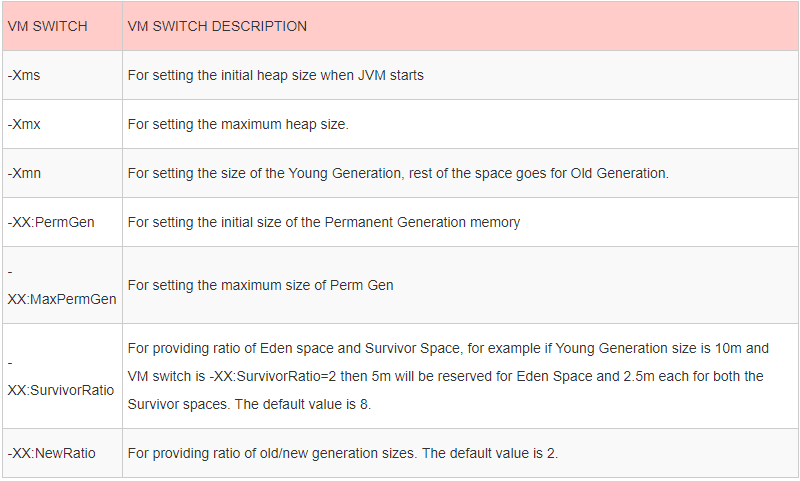 VM SWITCH
VM SWITCH DESCRIPTION
-Xms
For setting the initial heap size when JVM starts
-Xmx
For setting the maximum heap size.
-Xmn
For setting the size of the Young Generation, rest of the space goes for Old Generation.
-XX:PermGen
For setting the initial size of the Permanent Generation memory
-
XX:MaxPermGen
For setting the maximum size of Perm Gen
-
XX:SurvivorRatio
For providing ratio of Eden space and Survivor Space, for example if Young Generation size is 10m and
VM switch is -XX:SurvivorRatio=2 then 5m will be reserved for Eden Space and 2.5m each for both the
Survivor spaces. The default value is 8.
-XX:NewRatio
For providing ratio of old/new generation sizes. The default value is 2.